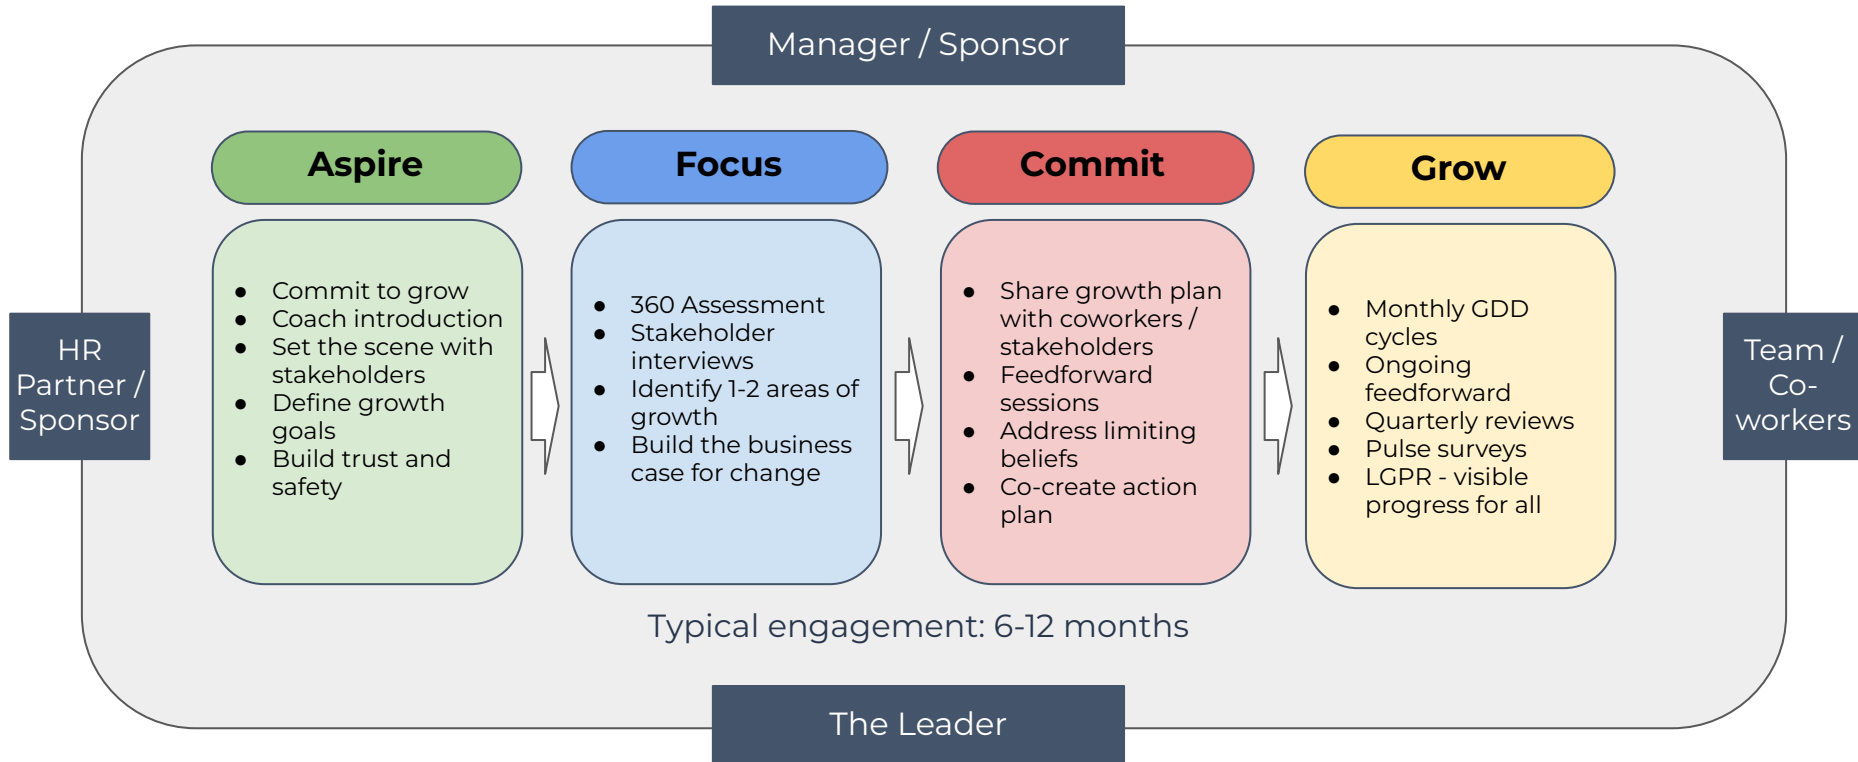 Manager / Sponsor
HR
Partner /
Sponsor
Aspire
● Commit to grow
● Coach introduction
● Set the scene with
stakeholders
● Define growth
goals
● Build trust and
safety
Focus
● 360 Assessment
● Stakeholder
interviews
● Identify 1-2 areas of
growth
● Build the business
case for change
Commit
● Share growth plan
with coworkers /
stakeholders
● Feedforward
sessions
● Address limiting
beliefs
● Co-create action
plan
Grow
● Monthly GDD
cycles
● Ongoing
feedforward
● Quarterly reviews
● Pulse surveys
● LGPR - visible
progress for all
Team /
Co-
workers
Typical engagement: 6-12 months
The Leader